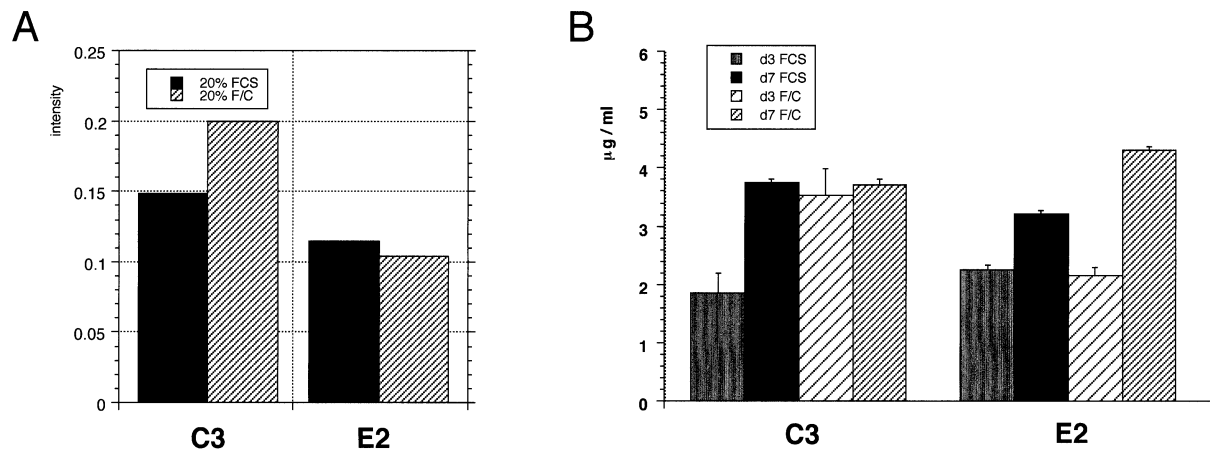 A
0.25
0.2
0.15
0.1
0.05
0
intensity
20% FCS
20% F/C
C3
E2
B
6
5
4
3
2
1
0
μg / ml
d3 FCS
d7 FCS
d3 F/C
d7 F/C
C3
E2